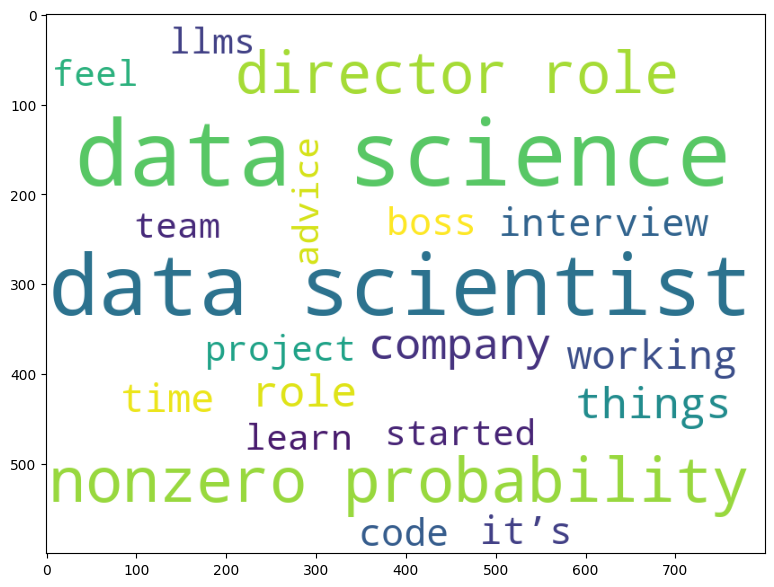 0
llms
feel
director role
100
data science
advice
200
team
boss
interview
data scientist
300
project
company
working
400
time
role
things
learn
started
500
nonzero probability
code
it’s
0 100 200 300 400 500 600 700